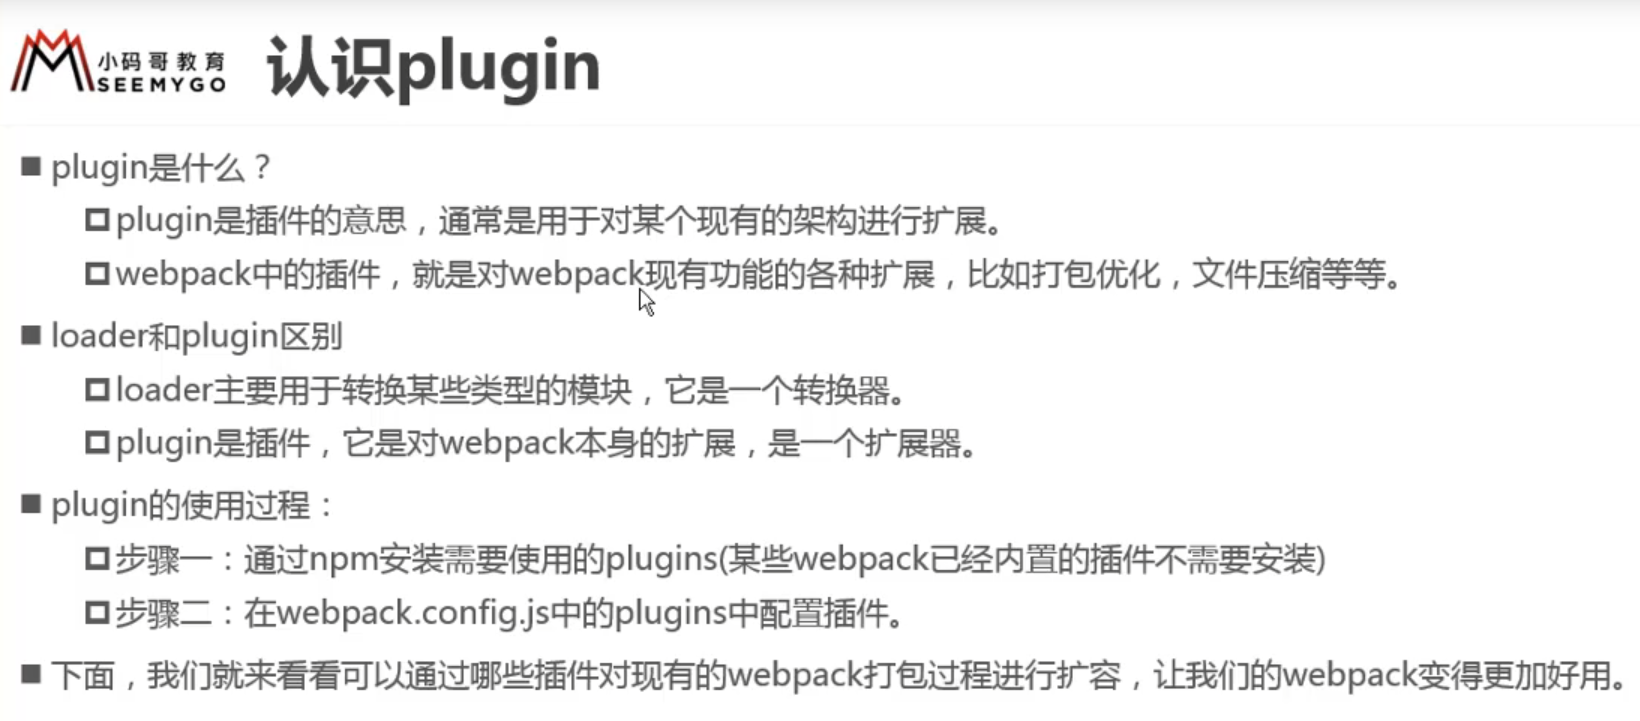 小码哥教育
SEEMYGO
认识plugin
plugin是什么？
plugin是插件的意思，通常是用于对某个现有的架构进行扩展。
webpack中的插件，就是对webpack现有功能的各种扩展，比如打包优化，文件压缩等等。
loader和plugin区别
loader主要用于转换某些类型的模块，它是一个转换器。
plugin是插件，它是对webpack本身的扩展，是一个扩展器。
plugin的使用过程：
步骤一：通过npm安装需要使用的plugins(某些webpack已经内置的插件不需要安装)
步骤二：在webpack.config.js中的plugins中配置插件。
下面，我们就来看看可以通过哪些插件对现有的webpack打包过程进行扩容，让我们的webpack变得更加好用。